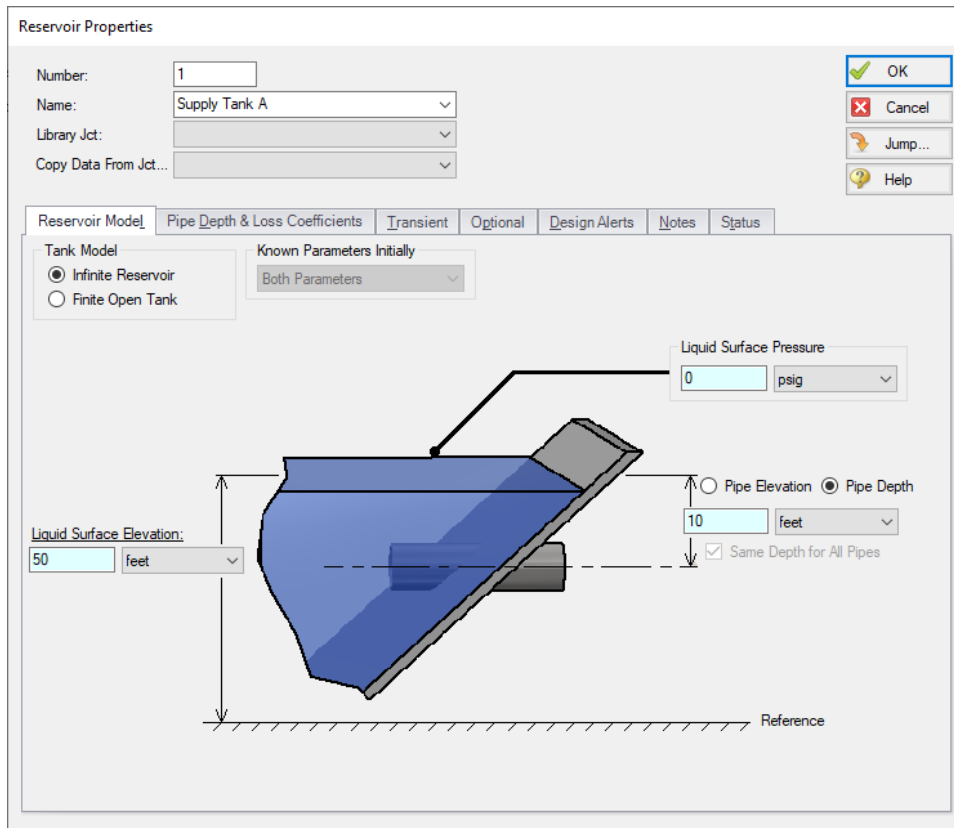 Reservoir Properties
Number:
1
OK
Name:
Supply Tank A
Cancel
Library Jct:
Jump...
Copy Data From Jct...
Help
Reservoir Model
Pipe Depth & Loss Coefficients
Transient
Optional
Design Alerts
Notes
Status
Tank Model
Infinite Reservoir
Finite Open Tank
Known Parameters Initially
Both Parameters
Liquid Surface Pressure
0 psig
Pipe Elevation
Pipe Depth
10 feet
Same Depth for All Pipes
Liquid Surface Elevation:
50 feet
Reference